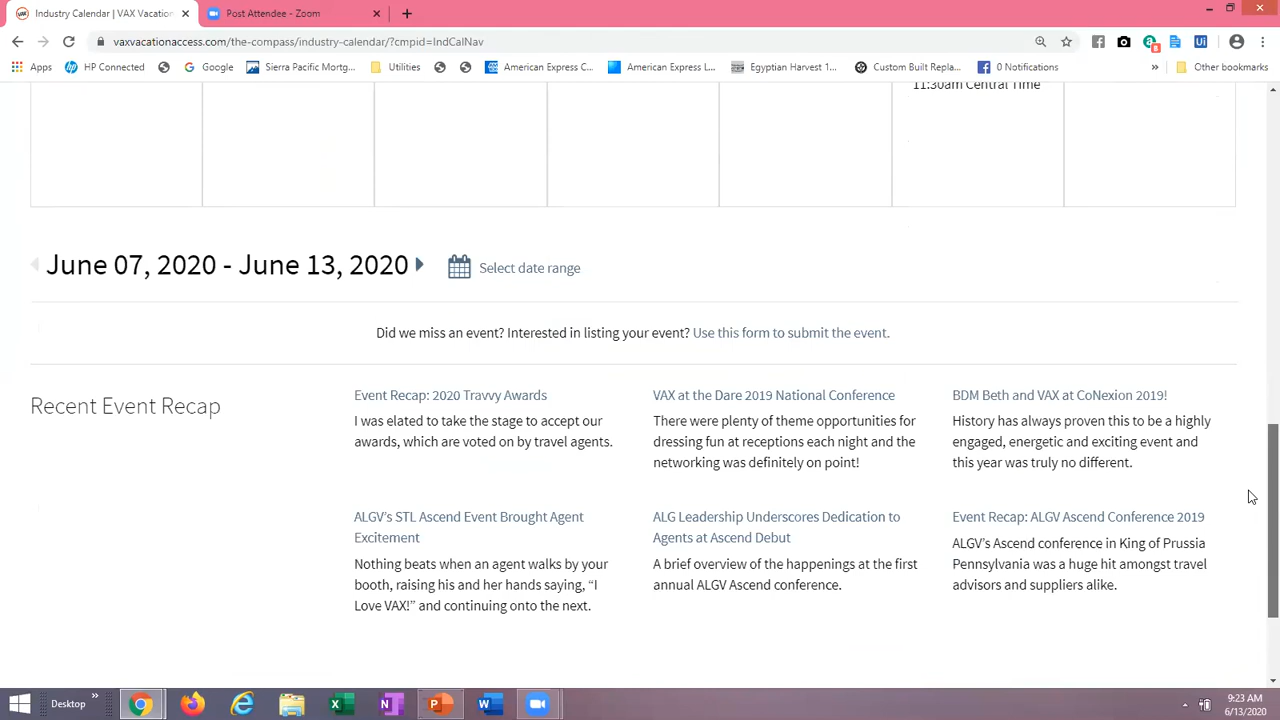 Industry Calendar | VAX Vacation
Post Attendee - Zoom
vaxvacationaccess.com/the-compass/industry-calendar/?cmpid=IndCalNav
Apps
HP Connected
Google
Sierra Pacific Mortg...
Utilities
American Express C...
American Express L...
Egyptian Harvest 1...
Custom Built Repla...
0 Notifications
»
Other bookmarks
11:30am Central Time
June 07, 2020 - June 13, 2020
Select date range
Did we miss an event? Interested in listing your event? Use this form to submit the event.
Recent Event Recap
Event Recap: 2020 Travvy Awards
I was elated to take the stage to accept our
awards, which are voted on by travel agents.
VAX at the Dare 2019 National Conference
There were plenty of theme opportunities for
dressing fun at receptions each night and the
networking was definitely on point!
BDM Beth and VAX at CoNexion 2019!
History has always proven this to be a highly
engaged, energetic and exciting event and
this year was truly no different.
ALGV’s STL Ascend Event Brought Agent
Excitement
Nothing beats when an agent walks by your
booth, raising his and her hands saying, “I
Love VAX!” and continuing onto the next.
ALG Leadership Underscores Dedication to
Agents at Ascend Debut
A brief overview of the happenings at the first
annual ALGV Ascend conference.
Event Recap: ALGV Ascend Conference 2019
ALGV’s Ascend conference in King of Prussia
Pennsylvania was a huge hit amongst travel
advisors and suppliers alike.
Desktop
»
9:23 AM
6/13/2020